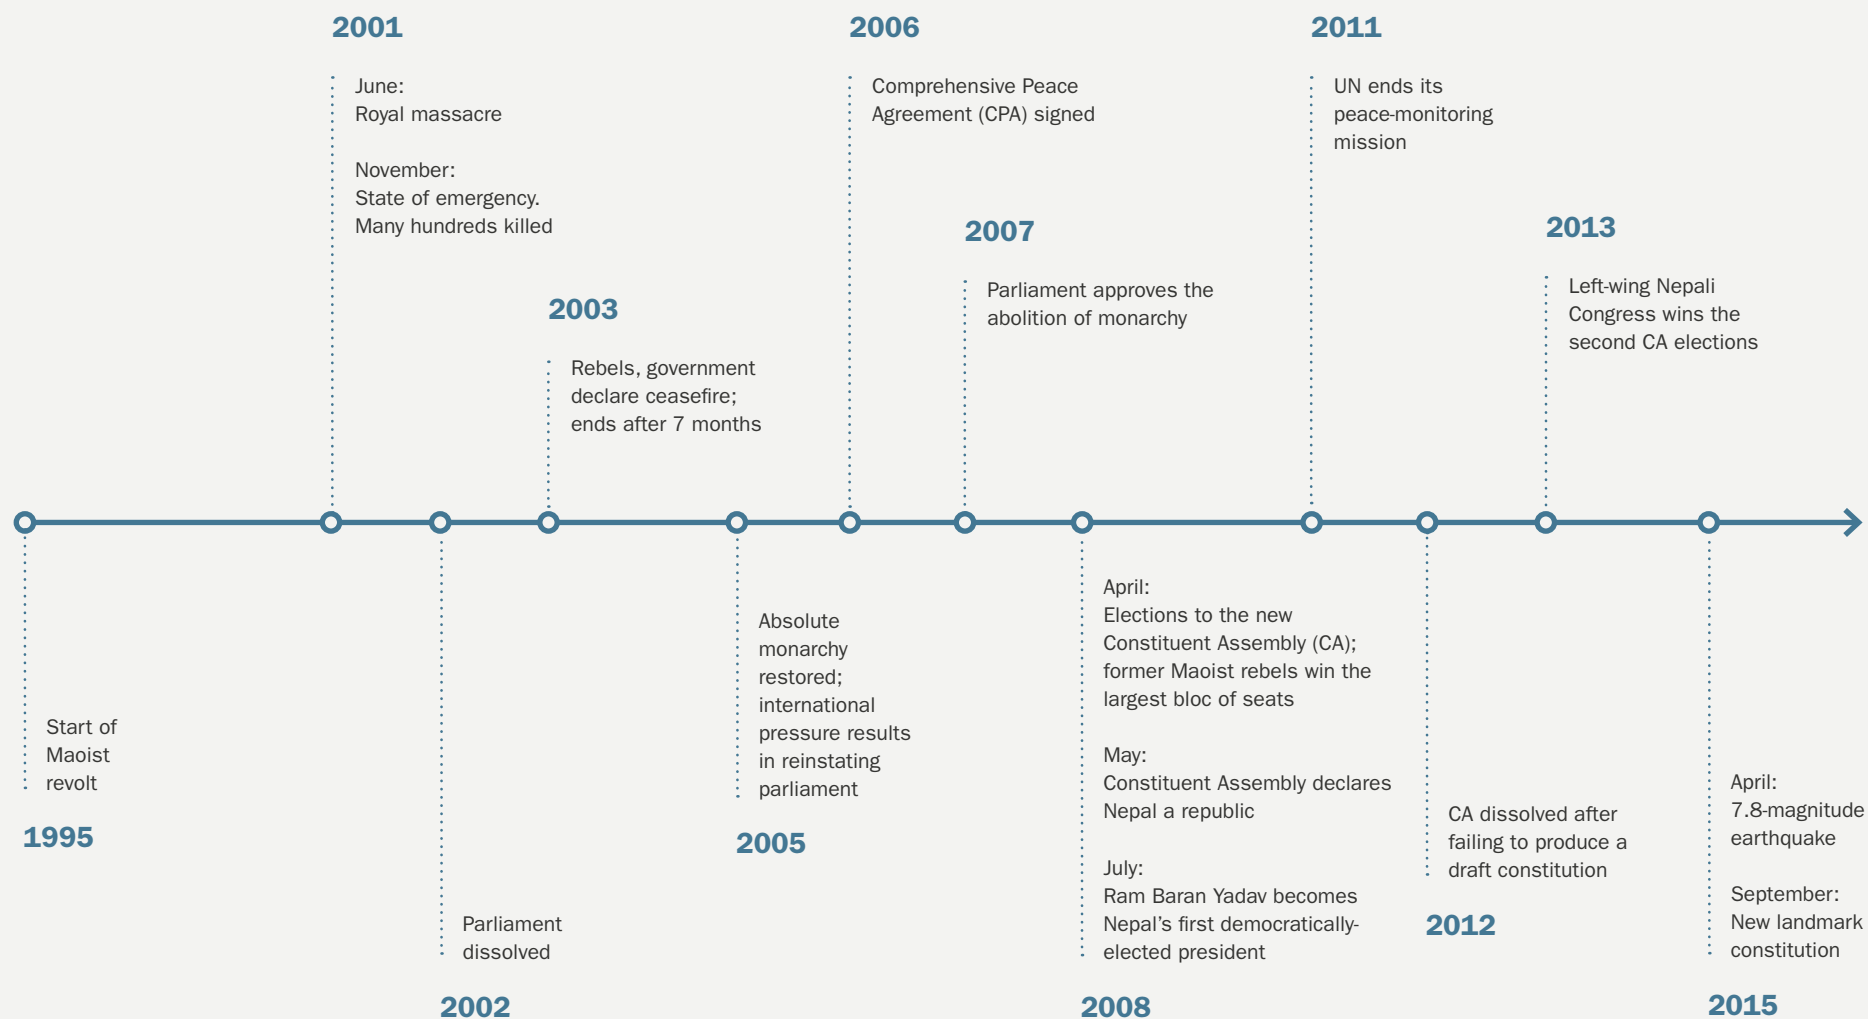 2001
June:
Royal massacre
November:
State of emergency.
Many hundreds killed
2003
Rebels, government
declare ceasefire;
ends after 7 months
2006
Comprehensive Peace
Agreement (CPA) signed
2007
Parliament approves the
abolition of monarchy
2011
UN ends its
peace-monitoring
mission
2013
Left-wing Nepali
Congress wins the
second CA elections
Start of
Maoist
revolt
1995
Parliament
dissolved
2002
Absolute
monarchy
restored;
international
pressure results
in reinstating
parliament
2005
April:
Elections to the new
Constituent Assembly (CA);
former Maoist rebels win the
largest bloc of seats
May:
Constituent Assembly declares
Nepal a republic
July:
Ram Baran Yadav becomes
Nepal’s first democratically-
elected president
2008
CA dissolved after
failing to produce a
draft constitution
2012
April:
7.8-magnitude
earthquake
September:
New landmark
constitution
2015